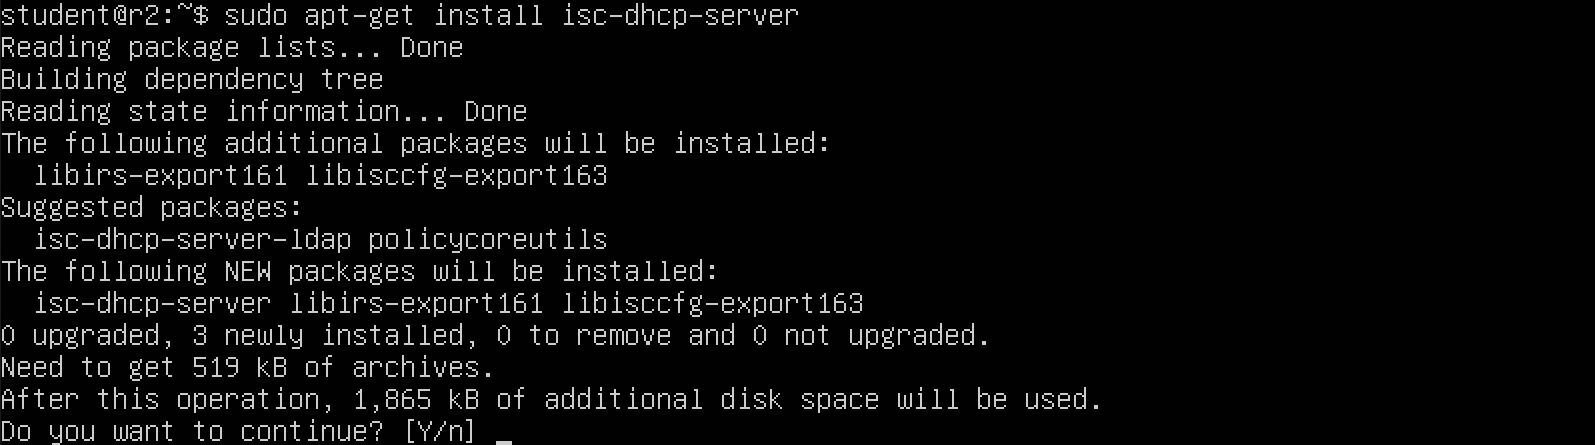 student@r2:~$ sudo apt-get install isc-dhcp-server
Reading package lists... Done
Building dependency tree
Reading state information... Done
The following additional packages will be installed:
  libirs-export161 libisccfg-export163
Suggested packages:
  isc-dhcp-server-ldap policycoreutils
The following NEW packages will be installed:
  isc-dhcp-server libirs-export161 libisccfg-export163
0 upgraded, 3 newly installed, 0 to remove and 0 not upgraded.
Need to get 519 kB of archives.
After this operation, 1,865 kB of additional disk space will be used.
Do you want to continue? [Y/n] _